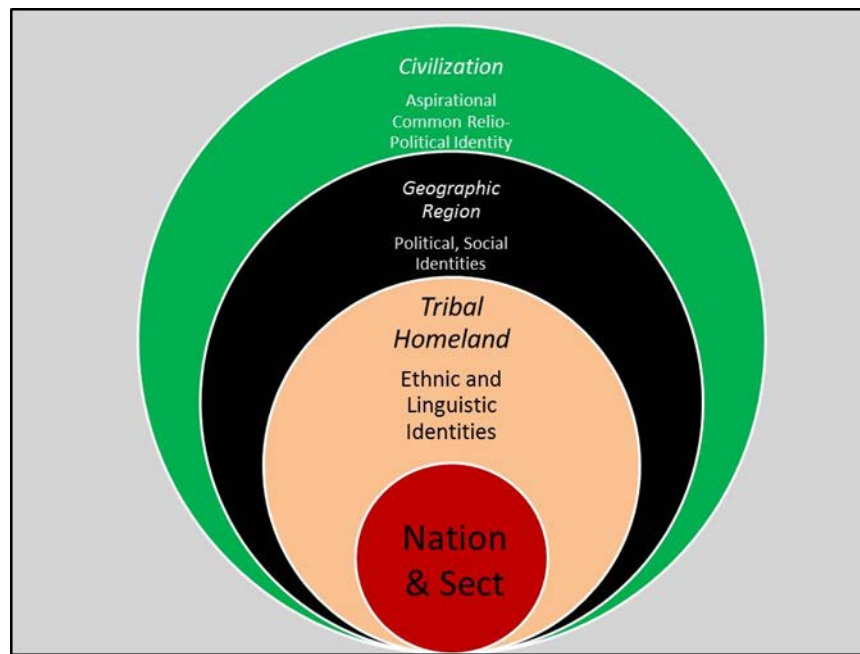 Civilization
Aspirational
Common Relio-
Political Identity
Geographic
Region
Political, Social
Identities
Tribal
Homeland
Ethnic and
Linguistic
Identities
Nation
& Sect